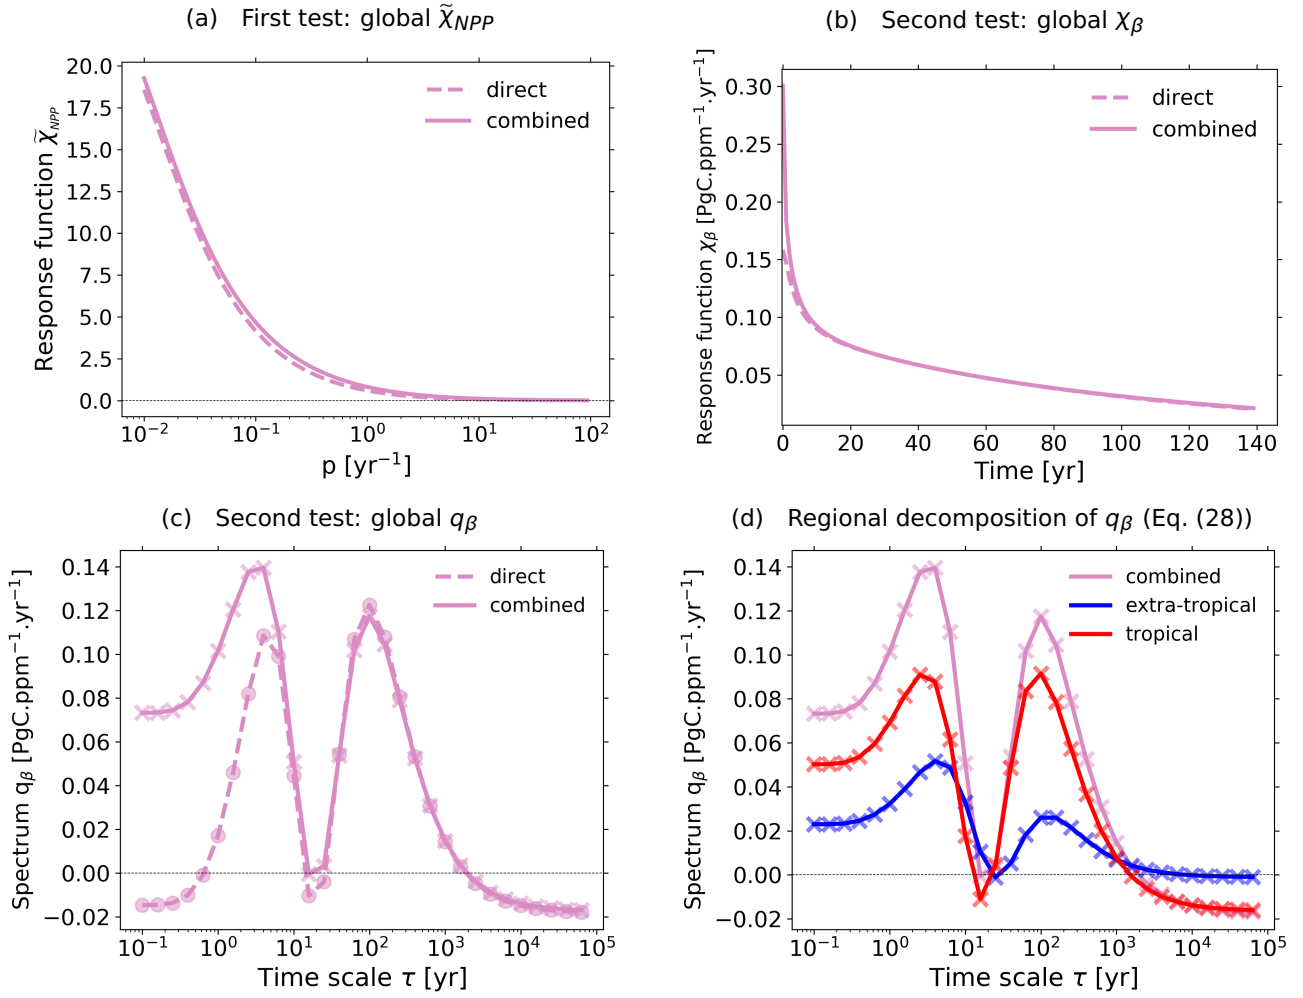 (a) First test: global χ̃_NPP
20.0
17.5
15.0
12.5
10.0
7.5
5.0
2.5
0.0
Response function χ̃_NPP
direct
combined
10⁻² 10⁻¹ 10⁰ 10¹ 10²
p [yr⁻¹]
(b) Second test: global χ_β
0.30
0.25
0.20
0.15
0.10
0.05
Response function χ_β [PgC.ppm⁻¹.yr⁻¹]
direct
combined
0 20 40 60 80 100 120 140
Time [yr]
(c) Second test: global q_β
0.14
0.12
0.10
0.08
0.06
0.04
0.02
0.00
−0.02
Spectrum q_β [PgC.ppm⁻¹.yr⁻¹]
direct
combined
10⁻¹ 10⁰ 10¹ 10² 10³ 10⁴ 10⁵
Time scale τ [yr]
(d) Regional decomposition of q_β (Eq. (28))
0.14
0.12
0.10
0.08
0.06
0.04
0.02
0.00
−0.02
Spectrum q_β [PgC.ppm⁻¹.yr⁻¹]
combined
extra-tropical
tropical
10⁻¹ 10⁰ 10¹ 10² 10³ 10⁴ 10⁵
Time scale τ [yr]